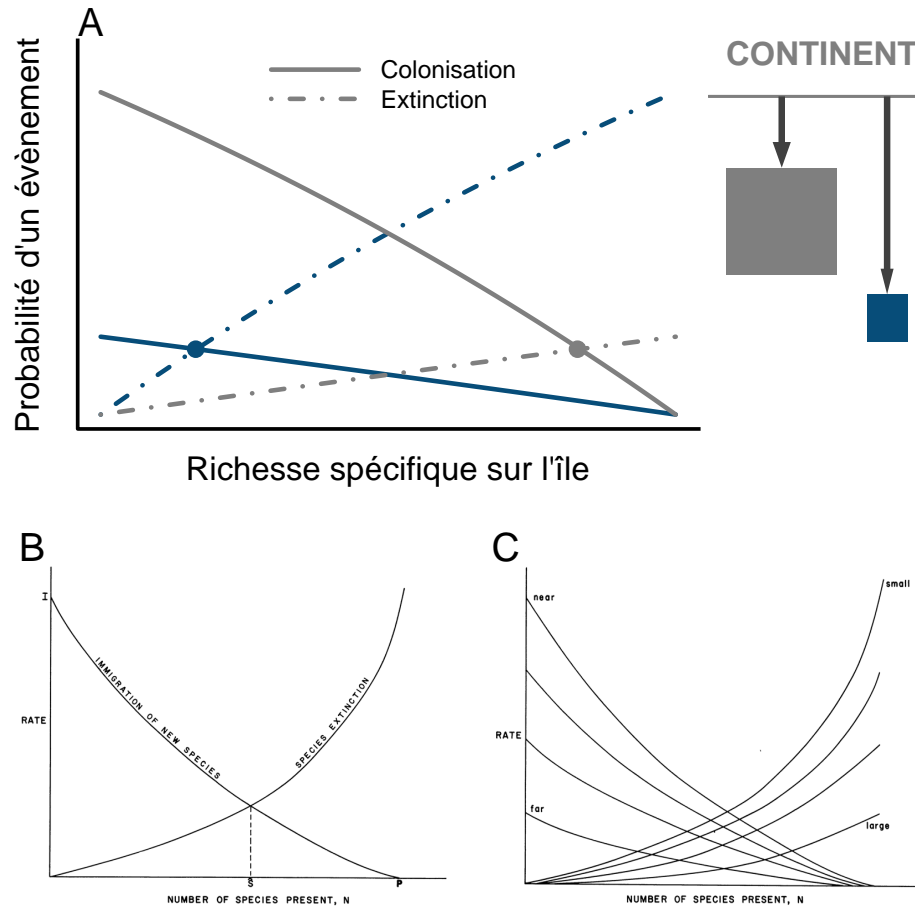 A
CONTINENT
Colonisation
Extinction
Probabilité d'un évènement
Richesse spécifique sur l'île
B
I
IMMIGRATION OF NEW SPECIES
SPECIES EXTINCTION
RATE
S
P
NUMBER OF SPECIES PRESENT, N
C
near
small
RATE
far
large
NUMBER OF SPECIES PRESENT, N